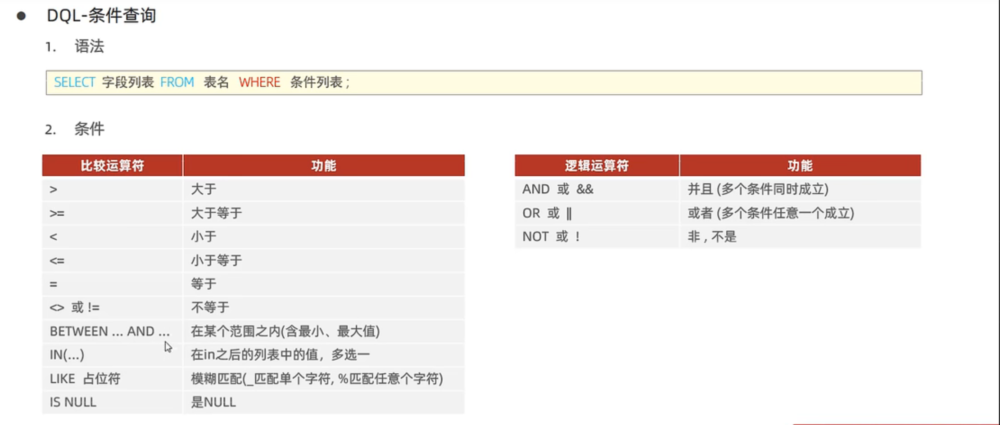 DQL-条件查询
1. 语法
SELECT 字段列表 FROM 表名 WHERE 条件列表 ;
2. 条件
比较运算符 功能
> 大于
>= 大于等于
< 小于
<= 小于等于
= 等于
<> 或 != 不等于
BETWEEN ... AND ... 在某个范围之内(含最小、最大值)
IN(...) 在in之后的列表中的值，多选一
LIKE 占位符 模糊匹配(_匹配单个字符, %匹配任意个字符)
IS NULL 是NULL
逻辑运算符 功能
AND 或 && 并且 (多个条件同时成立)
OR 或 || 或者 (多个条件任意一个成立)
NOT 或 ! 非 , 不是